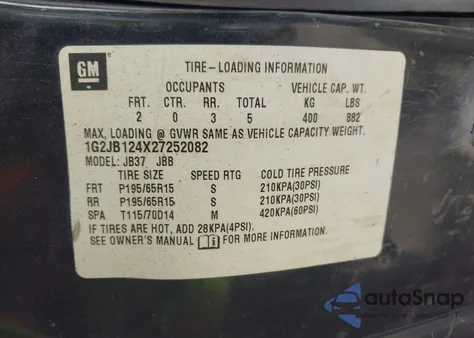 GM
TIRE-LOADING INFORMATION
OCCUPANTS VEHICLE CAP. WT.
FRT. CTR. RR. TOTAL KG LBS
2 0 3 5 400 882
MAX. LOADING @ GVWR SAME AS VEHICLE CAPACITY WEIGHT
1G2JB124X27252082
MODEL: JB37 JBB
TIRE SIZE SPEED RTG COLD TIRE PRESSURE
FRT P195/65R15 S 210KPA(30PSI)
RR P195/65R15 S 210KPA(30PSI)
SPA T115/70D14 M 420KPA(60PSI)
IF TIRES ARE HOT, ADD 28KPA(4PSI).
SEE OWNER'S MANUAL FOR MORE INFORMATION.
autoSnap
POWERED BY